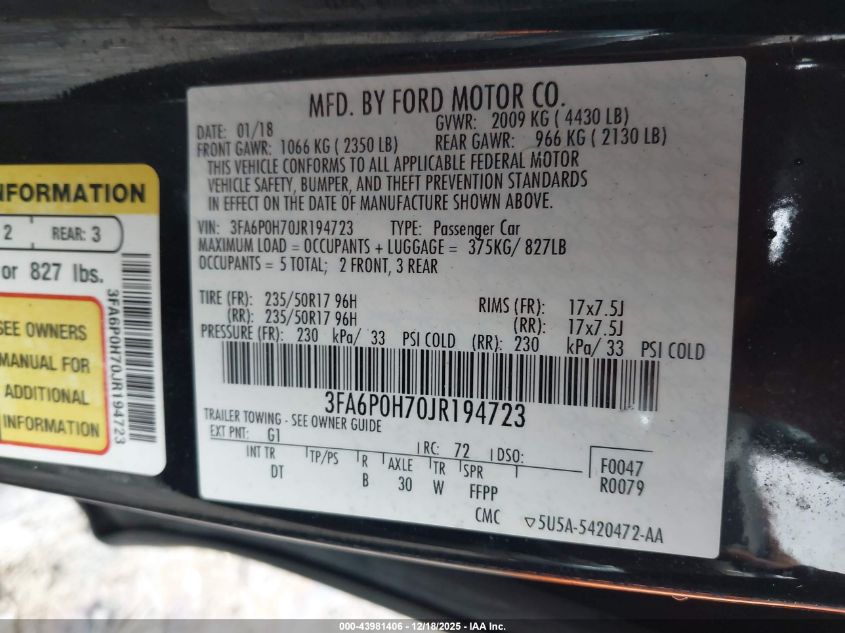 MFD. BY FORD MOTOR CO.
DATE: 01/18 GVWR: 2009 KG ( 4430 LB)
FRONT GAWR: 1066 KG ( 2350 LB) REAR GAWR: 966 KG ( 2130 LB)
THIS VEHICLE CONFORMS TO ALL APPLICABLE FEDERAL MOTOR
VEHICLE SAFETY, BUMPER, AND THEFT PREVENTION STANDARDS
IN EFFECT ON THE DATE OF MANUFACTURE SHOWN ABOVE.
VIN: 3FA6P0H70JR194723 TYPE: Passenger Car
MAXIMUM LOAD = OCCUPANTS + LUGGAGE = 375KG/ 827LB
OCCUPANTS = 5 TOTAL; 2 FRONT, 3 REAR
TIRE (FR): 235/50R17 96H RIMS (FR): 17x7.5J
(RR): 235/50R17 96H (RR): 17x7.5J
PRESSURE (FR): 230 kPa/ 33 PSI COLD (RR): 230 kPa/ 33 PSI COLD
3FA6P0H70JR194723
TRAILER TOWING - SEE OWNER GUIDE
EXT PNT: G1 RC: 72 DSO:
INT TR TP/PS R AXLE TR SPR F0047
DT B 30 W FFPP R0079
CMC ▽5U5A-5420472-AA
INFORMATION
2 REAR: 3
or 827 lbs.
SEE OWNERS
MANUAL FOR
ADDITIONAL
INFORMATION
3FA6P0H70JR194723
000-43981406 - 12/18/2025 - IAA Inc.